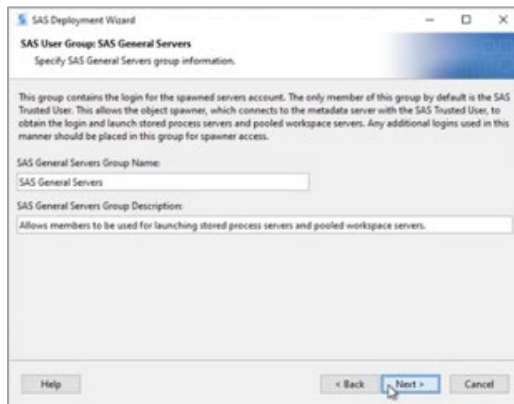 SAS Deployment Wizard
SAS User Group: SAS General Servers
Specify SAS General Servers group information.
This group contains the login for the spawned servers account. The only member of this group by default is the SAS
Trusted User. This allows the object spawner, which connects to the metadata server with the SAS Trusted User, to
obtain the login and launch stored process servers and pooled workspace servers. Any additional logins used in this
manner should be placed in this group for spawner access.
SAS General Servers Group Name:
SAS General Servers
SAS General Servers Group Description:
Allows members to be used for launching stored process servers and pooled workspace servers.
Help
< Back
Next >
Cancel